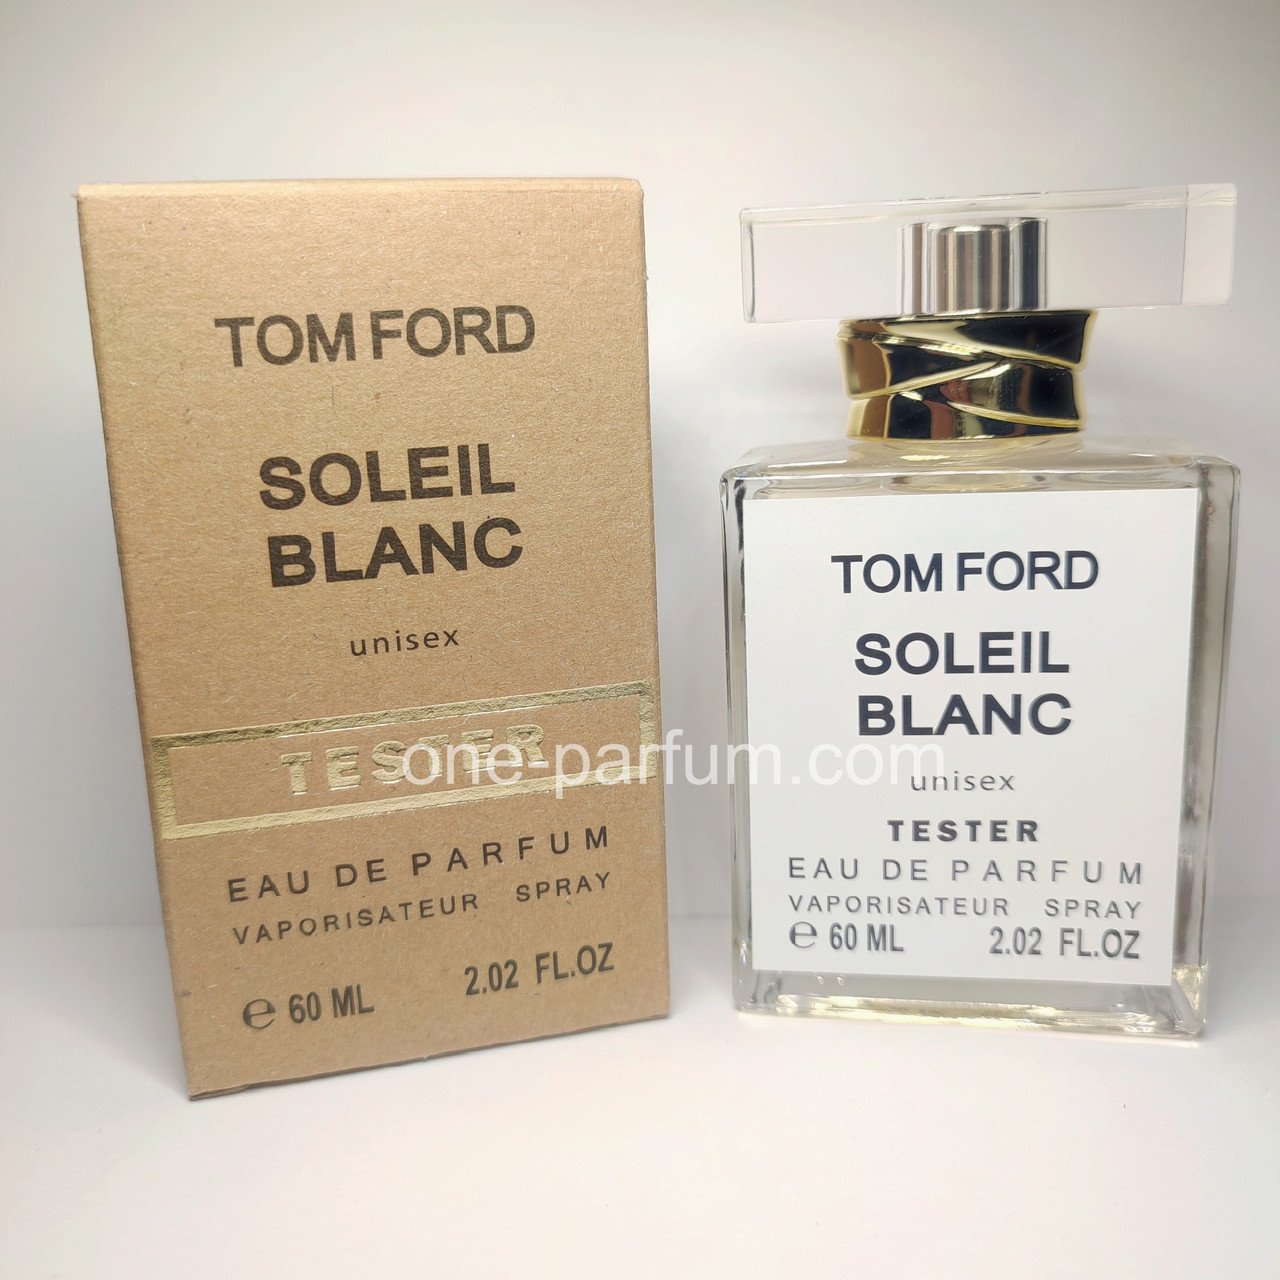 TOM FORD
SOLEIL
BLANC
unisex
TESTER
EAU DE PARFUM
VAPORISATEUR SPRAY
℮ 60 ML 2.02 FL.OZ
TOM FORD
SOLEIL
BLANC
unisex
TESTER
EAU DE PARFUM
VAPORISATEUR SPRAY
℮ 60 ML 2.02 FL.OZ
one-parfum.com